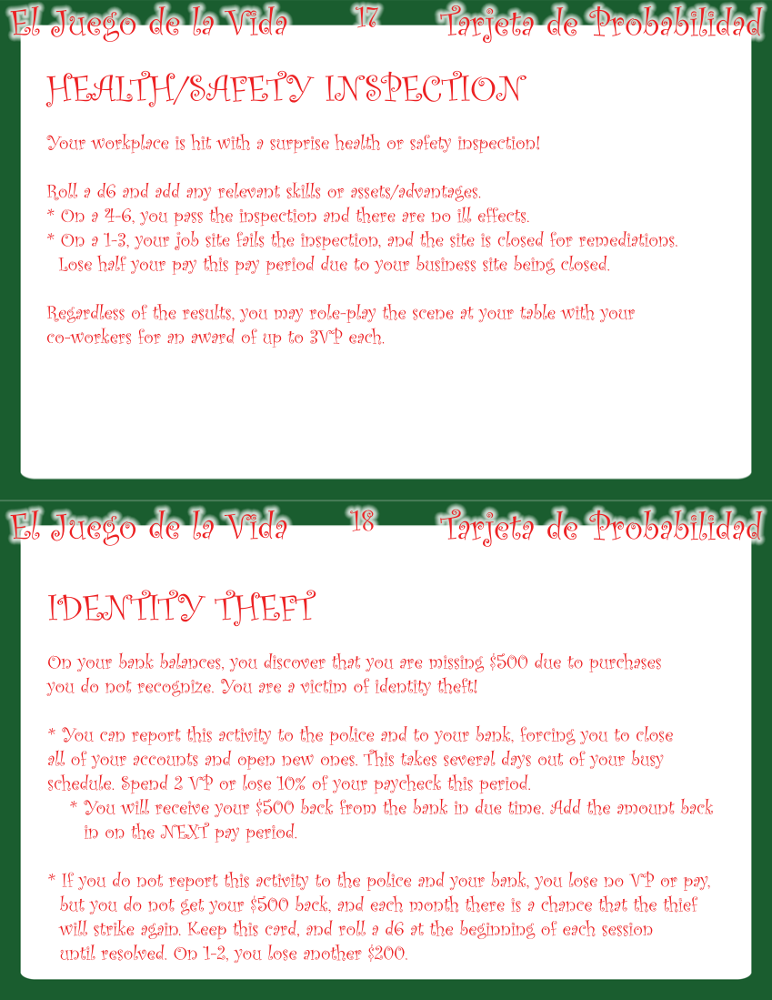 El Juego de la Vida 17 Tarjeta de Probabilidad
HEALTH/SAFETY INSPECTION
Your workplace is hit with a surprise health or safety inspection!
Roll a d6 and add any relevant skills or assets/advantages.
* On a 4-6, you pass the inspection and there are no ill effects.
* On a 1-3, your job site fails the inspection, and the site is closed for remediations.
Lose half your pay this pay period due to your business site being closed.
Regardless of the results, you may role-play the scene at your table with your
co-workers for an award of up to 3VP each.
El Juego de la Vida 18 Tarjeta de Probabilidad
IDENTITY THEFT
On your bank balances, you discover that you are missing $500 due to purchases
you do not recognize. You are a victim of identity theft!
* You can report this activity to the police and to your bank, forcing you to close
all of your accounts and open new ones. This takes several days out of your busy
schedule. Spend 2 VP or lose 10% of your paycheck this period.
* You will receive your $500 back from the bank in due time. Add the amount back
in on the NEXT pay period.
* If you do not report this activity to the police and your bank, you lose no VP or pay,
but you do not get your $500 back, and each month there is a chance that the thief
will strike again. Keep this card, and roll a d6 at the beginning of each session
until resolved. On 1-2, you lose another $200.